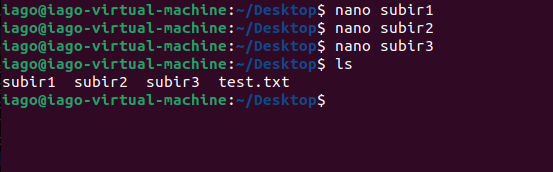 iago@iago-virtual-machine:~/Desktop$ nano subir1
iago@iago-virtual-machine:~/Desktop$ nano subir2
iago@iago-virtual-machine:~/Desktop$ nano subir3
iago@iago-virtual-machine:~/Desktop$ ls
subir1  subir2  subir3  test.txt
iago@iago-virtual-machine:~/Desktop$